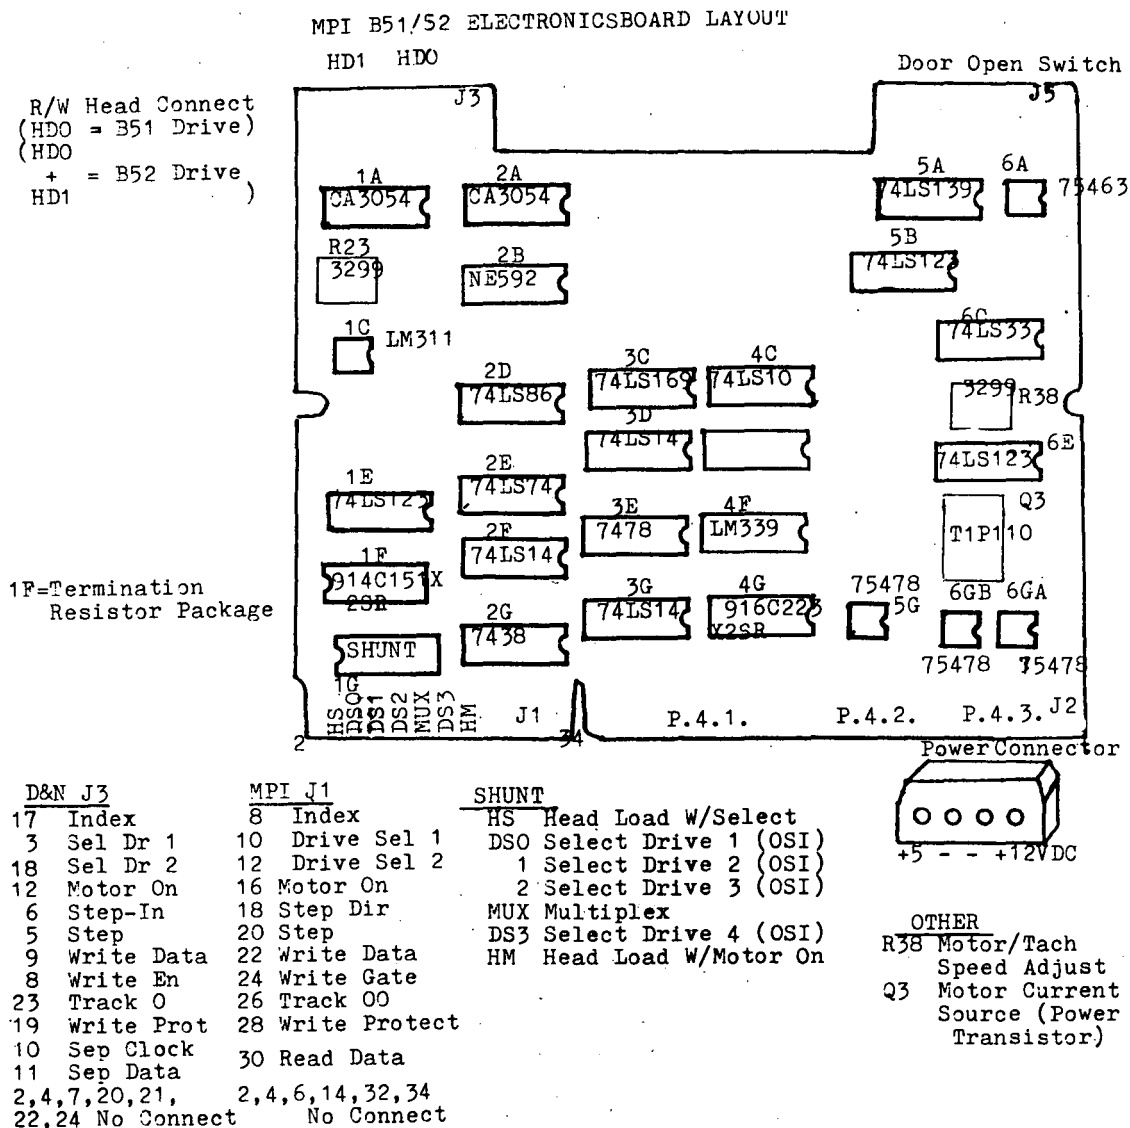 MPI B51/52 ELECTRONICSBOARD LAYOUT
HD1 HD0
Door Open Switch
J3
J5
R/W Head Connect
(HD0 = B51 Drive)
(HD0
+ = B52 Drive
HD1 )
1A
CA3054
2A
CA3054
5A
74LS139
6A
75463
R23
3299
2B
NE592
5B
74LS123
1C
LM311
6C
74LS33
2D
74LS86
3C
74LS169
4C
74LS10
3299
R38
3D
74LS14
6E
74LS123
1E
74LS123
2E
74LS74
3E
7478
4F
LM339
Q3
T1P110
2F
74LS14
1F
914C151X
2SR
1F=Termination
Resistor Package
2G
7438
3G
74LS14
4G
916C223
X2SR
75478
5G
6GB
6GA
75478
75478
SHUNT
1G
HS
DS0
DS1
DS2
MUX
DS3
HM
J1
P.4.1.
P.4.2.
P.4.3.
J2
2
34
Power Connector
+5 - - +12VDC
D&N J3
17 Index
3 Sel Dr 1
18 Sel Dr 2
12 Motor On
6 Step-In
5 Step
9 Write Data
8 Write En
23 Track 0
19 Write Prot
10 Sep Clock
11 Sep Data
2,4,7,20,21,
22,24 No Connect
MPI J1
8 Index
10 Drive Sel 1
12 Drive Sel 2
16 Motor On
18 Step Dir
20 Step
22 Write Data
24 Write Gate
26 Track 00
28 Write Protect
30 Read Data
2,4,6,14,32,34
No Connect
SHUNT
HS Head Load W/Select
DS0 Select Drive 1 (OSI)
1 Select Drive 2 (OSI)
2 Select Drive 3 (OSI)
MUX Multiplex
DS3 Select Drive 4 (OSI)
HM Head Load W/Motor On
OTHER
R38 Motor/Tach
Speed Adjust
Q3 Motor Current
Source (Power
Transistor)